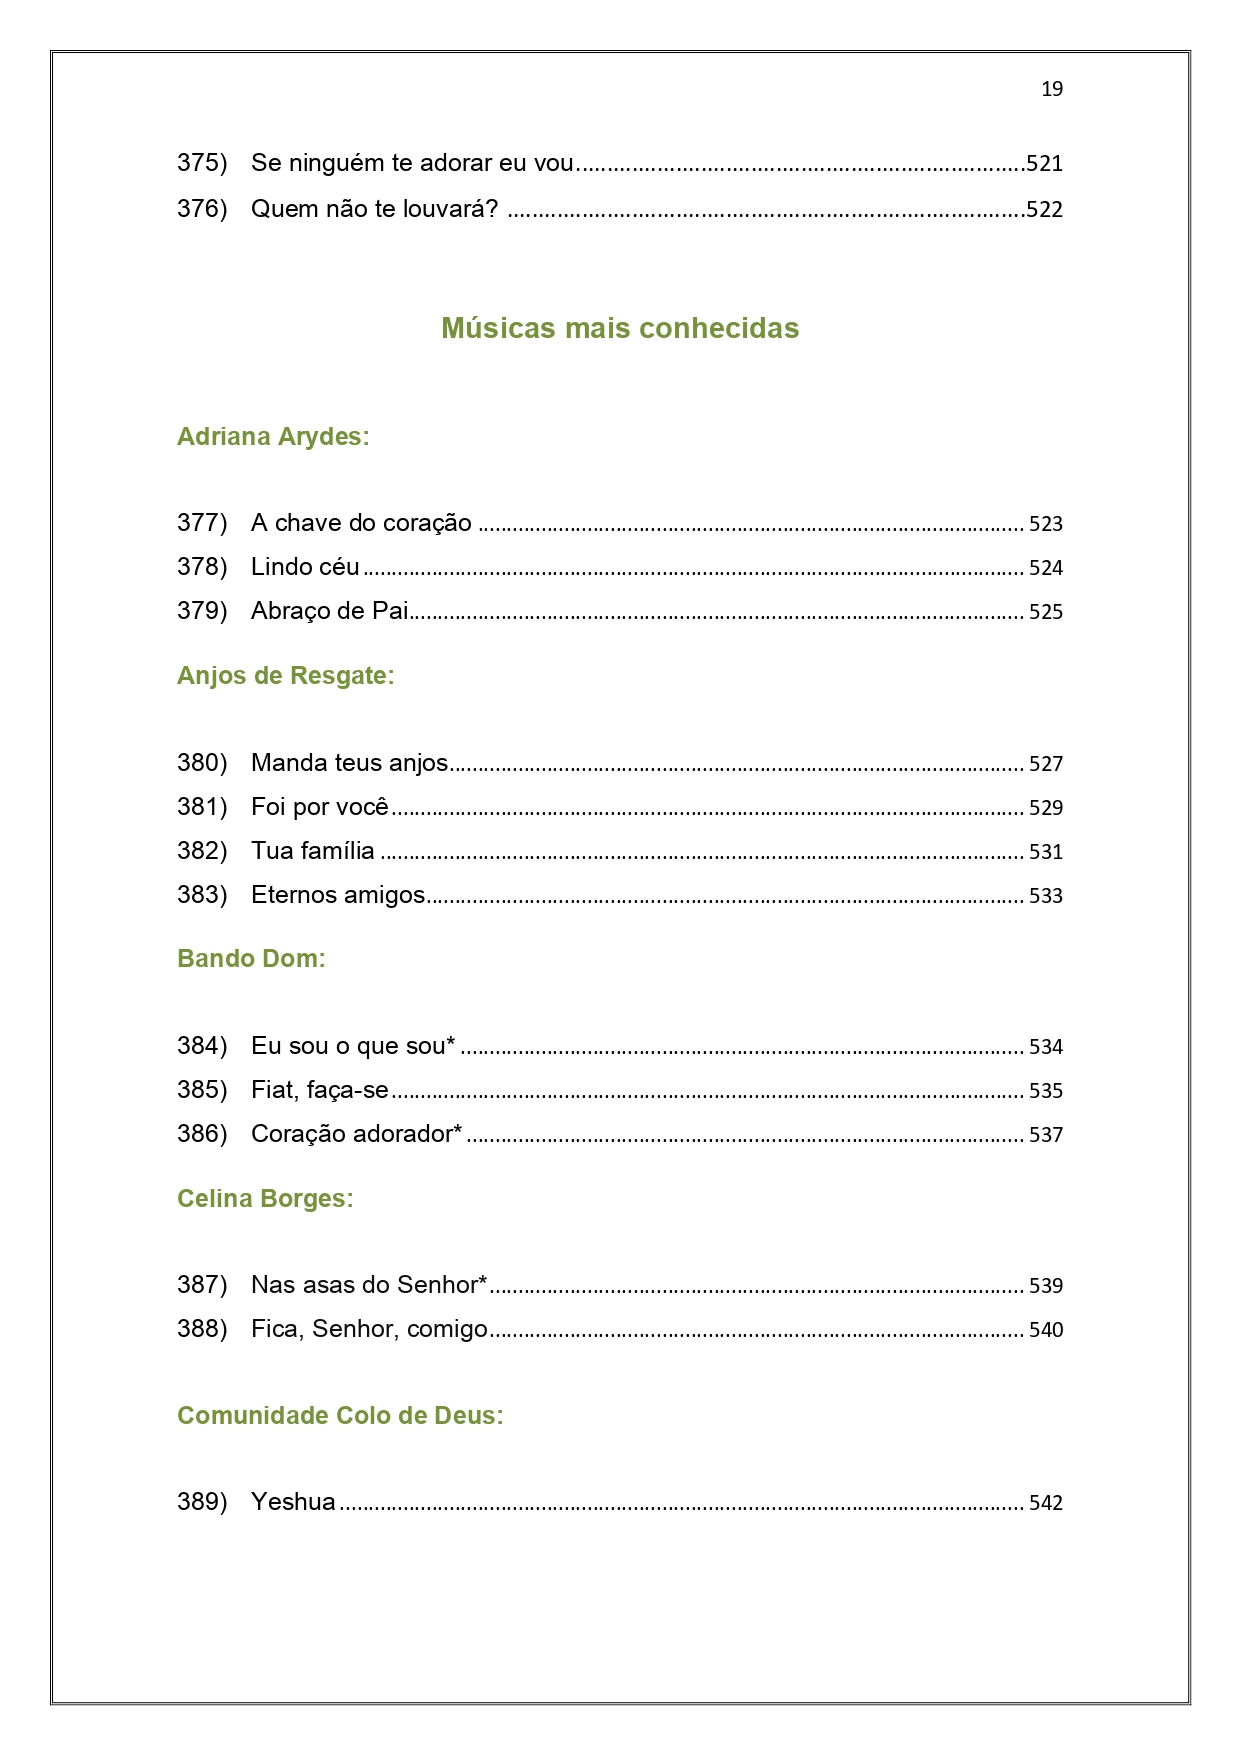 19
375) Se ninguém te adorar eu vou........................................................................521
376) Quem não te louvará? ...................................................................................522
Músicas mais conhecidas
Adriana Arydes:
377) A chave do coração ............................................................................................... 523
378) Lindo céu ................................................................................................................... 524
379) Abraço de Pai........................................................................................................... 525
Anjos de Resgate:
380) Manda teus anjos.................................................................................................... 527
381) Foi por você .............................................................................................................. 529
382) Tua família ................................................................................................................ 531
383) Eternos amigos........................................................................................................ 533
Bando Dom:
384) Eu sou o que sou* .................................................................................................. 534
385) Fiat, faça-se .............................................................................................................. 535
386) Coração adorador* ................................................................................................. 537
Celina Borges:
387) Nas asas do Senhor*............................................................................................. 539
388) Fica, Senhor, comigo............................................................................................. 540
Comunidade Colo de Deus:
389) Yeshua ....................................................................................................................... 542